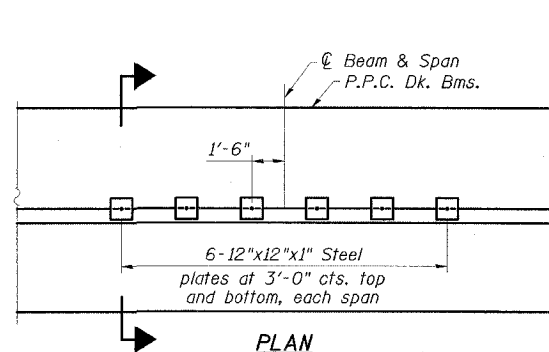 ℄ Beam & Span
P.P.C. Dk. Bms.
1'-6"
6-12"x12"x1" Steel
plates at 3'-0" cts. top
and bottom, each span
PLAN